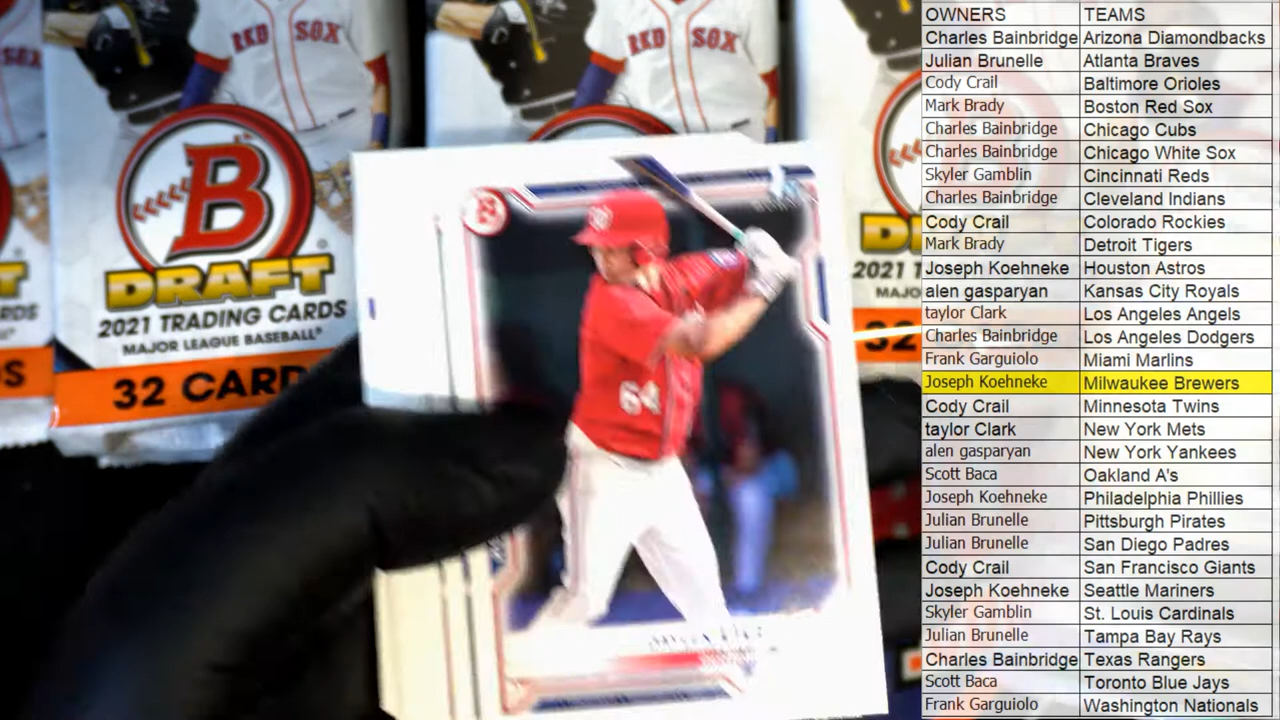 RED SOX
RED SOX
B
DRAFT
2021 TRADING CARDS
MAJOR LEAGUE BASEBALL
32 CARD
B
64
2021 T
MAJO
32
OWNERS TEAMS
Charles Bainbridge Arizona Diamondbacks
Julian Brunelle Atlanta Braves
Cody Crail Baltimore Orioles
Mark Brady Boston Red Sox
Charles Bainbridge Chicago Cubs
Charles Bainbridge Chicago White Sox
Skyler Gamblin Cincinnati Reds
Charles Bainbridge Cleveland Indians
Cody Crail Colorado Rockies
Mark Brady Detroit Tigers
Joseph Koehneke Houston Astros
alen gasparyan Kansas City Royals
taylor Clark Los Angeles Angels
Charles Bainbridge Los Angeles Dodgers
Frank Garguiolo Miami Marlins
Joseph Koehneke Milwaukee Brewers
Cody Crail Minnesota Twins
taylor Clark New York Mets
alen gasparyan New York Yankees
Scott Baca Oakland A's
Joseph Koehneke Philadelphia Phillies
Julian Brunelle Pittsburgh Pirates
Julian Brunelle San Diego Padres
Cody Crail San Francisco Giants
Joseph Koehneke Seattle Mariners
Skyler Gamblin St. Louis Cardinals
Julian Brunelle Tampa Bay Rays
Charles Bainbridge Texas Rangers
Scott Baca Toronto Blue Jays
Frank Garguiolo Washington Nationals